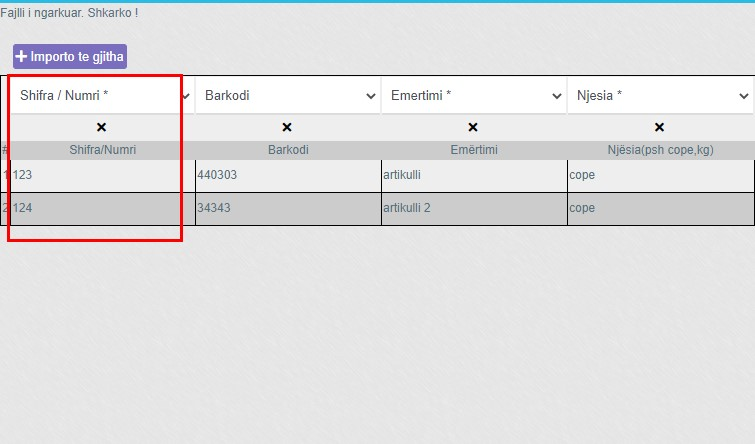 Fajlli i ngarkuar. Shkarko !
Importo te gjitha
Shifra / Numri * Barkodi Emertimi * Njesia *
# Shifra/Numri Barkodi Emërtimi Njësia(psh cope,kg)
1 123 440303 artikulli cope
2 124 34343 artikulli 2 cope